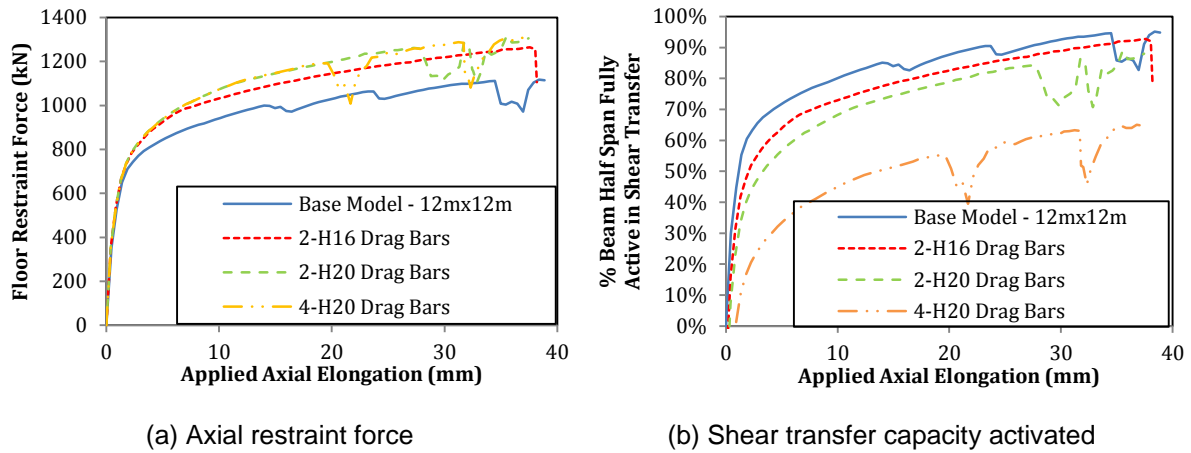 Floor Restraint Force (kN)
1400
1200
1000
800
600
400
200
0
Base Model - 12mx12m
2-H16 Drag Bars
2-H20 Drag Bars
4-H20 Drag Bars
0
10
20
30
40
Applied Axial Elongation (mm)
(a) Axial restraint force
% Beam Half Span Fully
Active in Shear Transfer
100%
90%
80%
70%
60%
50%
40%
30%
20%
10%
0%
Base Model - 12mx12m
2-H16 Drag Bars
2-H20 Drag Bars
4-H20 Drag Bars
0
10
20
30
40
Applied Axial Elongation (mm)
(b) Shear transfer capacity activated